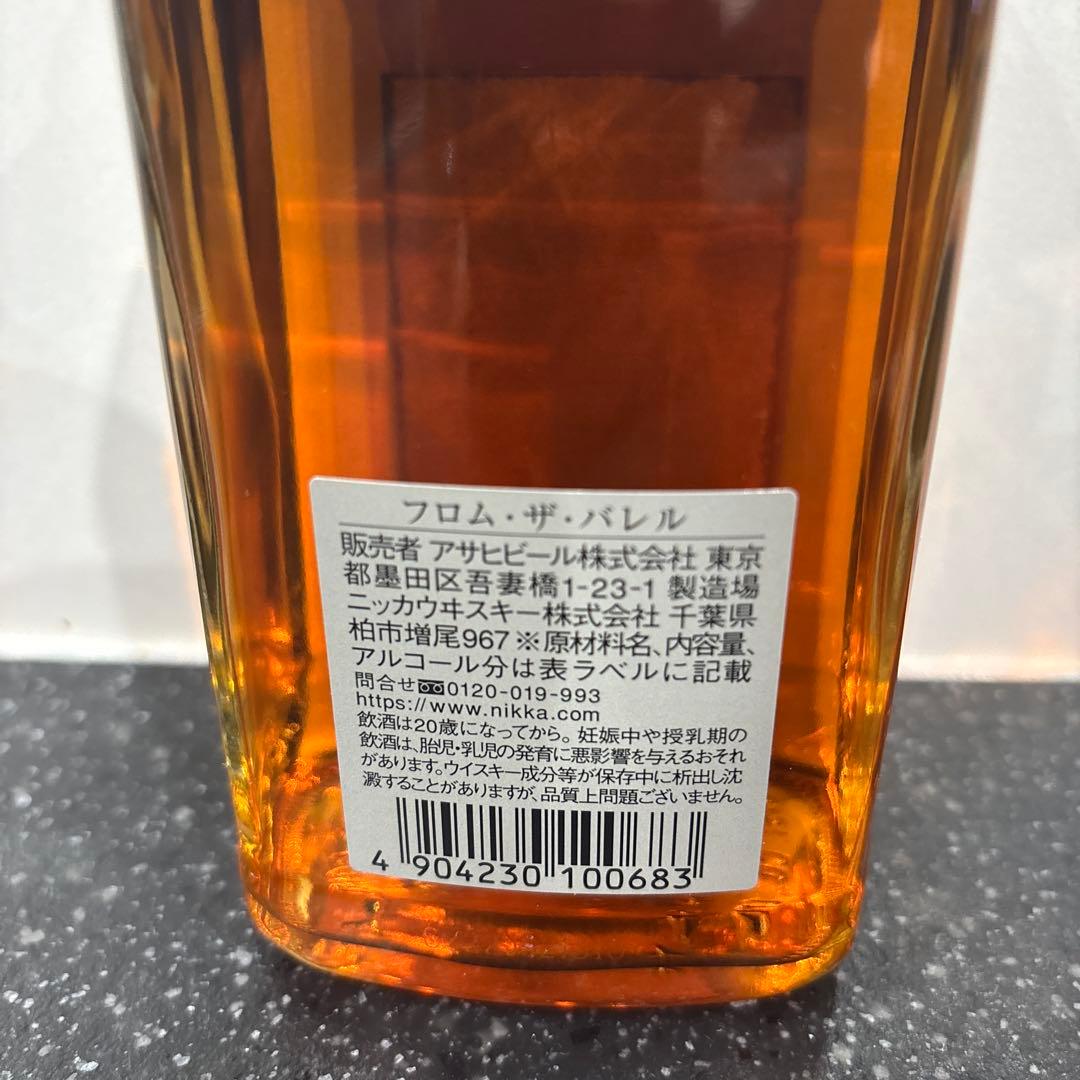 フロム・ザ・バレル
販売者 アサヒビール株式会社 東京
都墨田区吾妻橋1-23-1 製造場
ニッカウヰスキー株式会社 千葉県
柏市増尾967※原材料名、内容量、
アルコール分は表ラベルに記載
問合せ 0120-019-993
https://www.nikka.com
飲酒は20歳になってから。妊娠中や授乳期の
飲酒は、胎児・乳児の発育に悪影響を与えるおそれ
があります。ウイスキー成分等が保存中に析出し沈
澱することがありますが、品質上問題ございません。
4 904230 100683